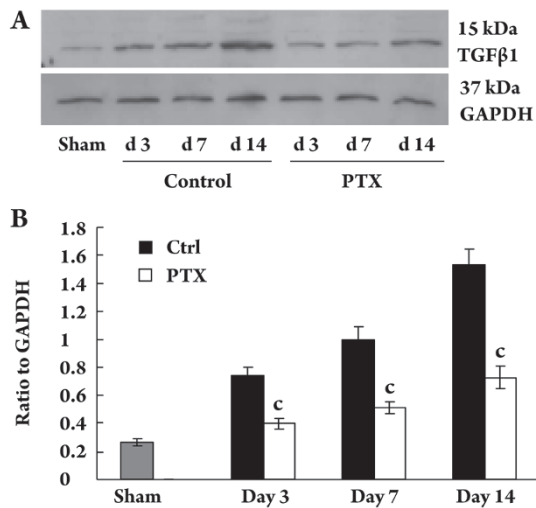 A
15 kDa
TGFβ1
37 kDa
GAPDH
Sham d 3 d 7 d 14 d 3 d 7 d 14
Control PTX
B
1.8
1.6
1.4
1.2
1
0.8
0.6
0.4
0.2
0
Ratio to GAPDH
Ctrl
PTX
c
c
c
Sham Day 3 Day 7 Day 14